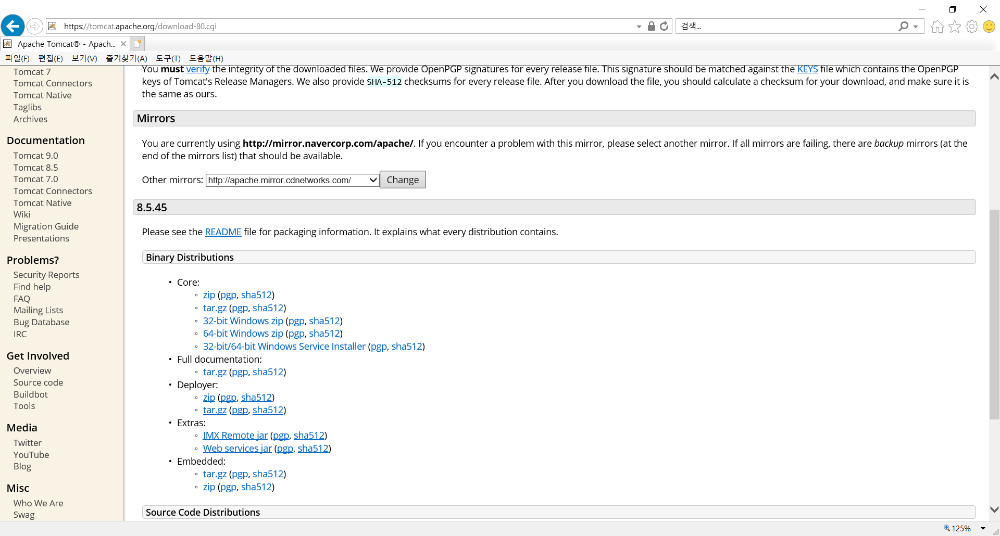 https://tomcat.apache.org/download-80.cgi
검색...
Apache Tomcat® - Apach...
파일(F) 편집(E) 보기(V) 즐겨찾기(A) 도구(T) 도움말(H)
Tomcat 7
Tomcat Connectors
Tomcat Native
Taglibs
Archives
Documentation
Tomcat 9.0
Tomcat 8.5
Tomcat 7.0
Tomcat Connectors
Tomcat Native
Wiki
Migration Guide
Presentations
Problems?
Security Reports
Find help
FAQ
Mailing Lists
Bug Database
IRC
Get Involved
Overview
Source code
Buildbot
Tools
Media
Twitter
YouTube
Blog
Misc
Who We Are
Swag
You must verify the integrity of the downloaded files. We provide OpenPGP signatures for every release file. This signature should be matched against the KEYS file which contains the OpenPGP
keys of Tomcat's Release Managers. We also provide SHA-512 checksums for every release file. After you download the file, you should calculate a checksum for your download, and make sure it is
the same as ours.
Mirrors
You are currently using http://mirror.navercorp.com/apache/. If you encounter a problem with this mirror, please select another mirror. If all mirrors are failing, there are backup mirrors (at the
end of the mirrors list) that should be available.
Other mirrors: http://apache.mirror.cdnetworks.com/ Change
8.5.45
Please see the README file for packaging information. It explains what every distribution contains.
Binary Distributions
• Core:
◦ zip (pgp, sha512)
◦ tar.gz (pgp, sha512)
◦ 32-bit Windows zip (pgp, sha512)
◦ 64-bit Windows zip (pgp, sha512)
◦ 32-bit/64-bit Windows Service Installer (pgp, sha512)
• Full documentation:
◦ tar.gz (pgp, sha512)
• Deployer:
◦ zip (pgp, sha512)
◦ tar.gz (pgp, sha512)
• Extras:
◦ JMX Remote jar (pgp, sha512)
◦ Web services jar (pgp, sha512)
• Embedded:
◦ tar.gz (pgp, sha512)
◦ zip (pgp, sha512)
Source Code Distributions
125%